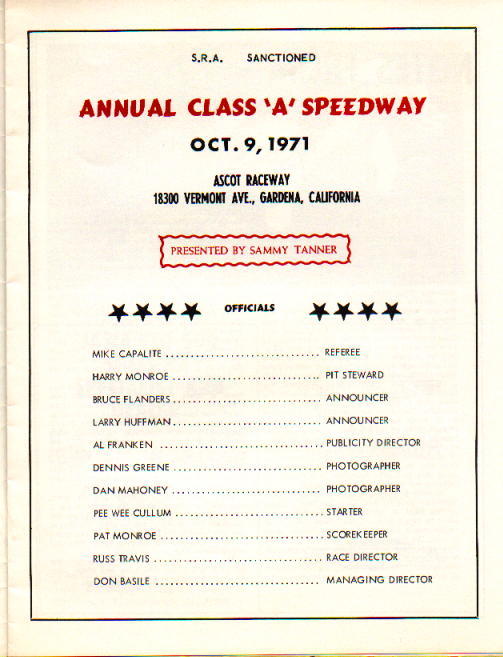 S.R.A. SANCTIONED
ANNUAL CLASS 'A' SPEEDWAY
OCT. 9, 1971
ASCOT RACEWAY
18300 VERMONT AVE., GARDENA, CALIFORNIA
PRESENTED BY SAMMY TANNER
★★★★ OFFICIALS ★★★★
MIKE CAPALITE ............................... REFEREE
HARRY MONROE .............................. PIT STEWARD
BRUCE FLANDERS .............................. ANNOUNCER
LARRY HUFFMAN .............................. ANNOUNCER
AL FRANKEN ................................ PUBLICITY DIRECTOR
DENNIS GREENE .............................. PHOTOGRAPHER
DAN MAHONEY .............................. PHOTOGRAPHER
PEE WEE CULLUM .............................. STARTER
PAT MONROE ................................ SCOREKEEPER
RUSS TRAVIS .................................. RACE DIRECTOR
DON BASILE ................................. MANAGING DIRECTOR